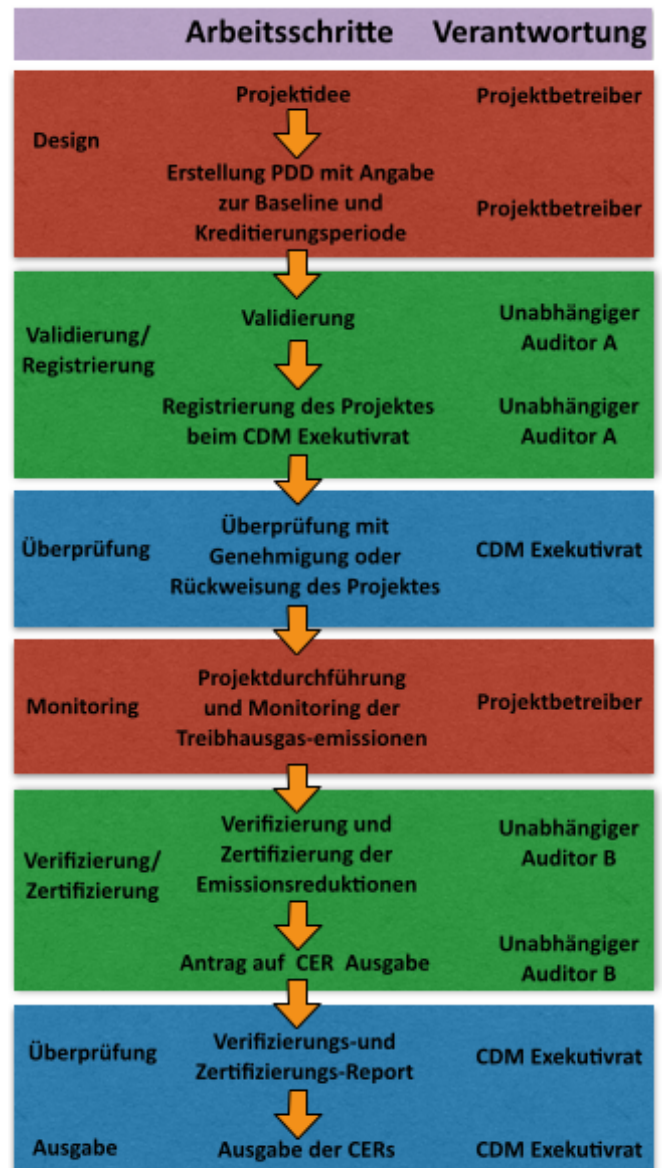 Arbeitsschritte Verantwortung
Projektidee Projektbetreiber
Design
Erstellung PDD mit Angabe
zur Baseline und
Kreditierungsperiode
Projektbetreiber
Validierung/
Registrierung
Validierung
Unabhängiger
Auditor A
Registrierung des Projektes
beim CDM Exekutivrat
Unabhängiger
Auditor A
Überprüfung
Überprüfung mit
Genehmigung oder
Rückweisung des Projektes
CDM Exekutivrat
Monitoring
Projektdurchführung
und Monitoring der
Treibhausgas-emissionen
Projektbetreiber
Verifizierung/
Zertifizierung
Verifizierung und
Zertifizierung der
Emissionsreduktionen
Unabhängiger
Auditor B
Antrag auf CER Ausgabe
Unabhängiger
Auditor B
Überprüfung
Verifizierungs-und
Zertifizierungs-Report
CDM Exekutivrat
Ausgabe Ausgabe der CERs CDM Exekutivrat